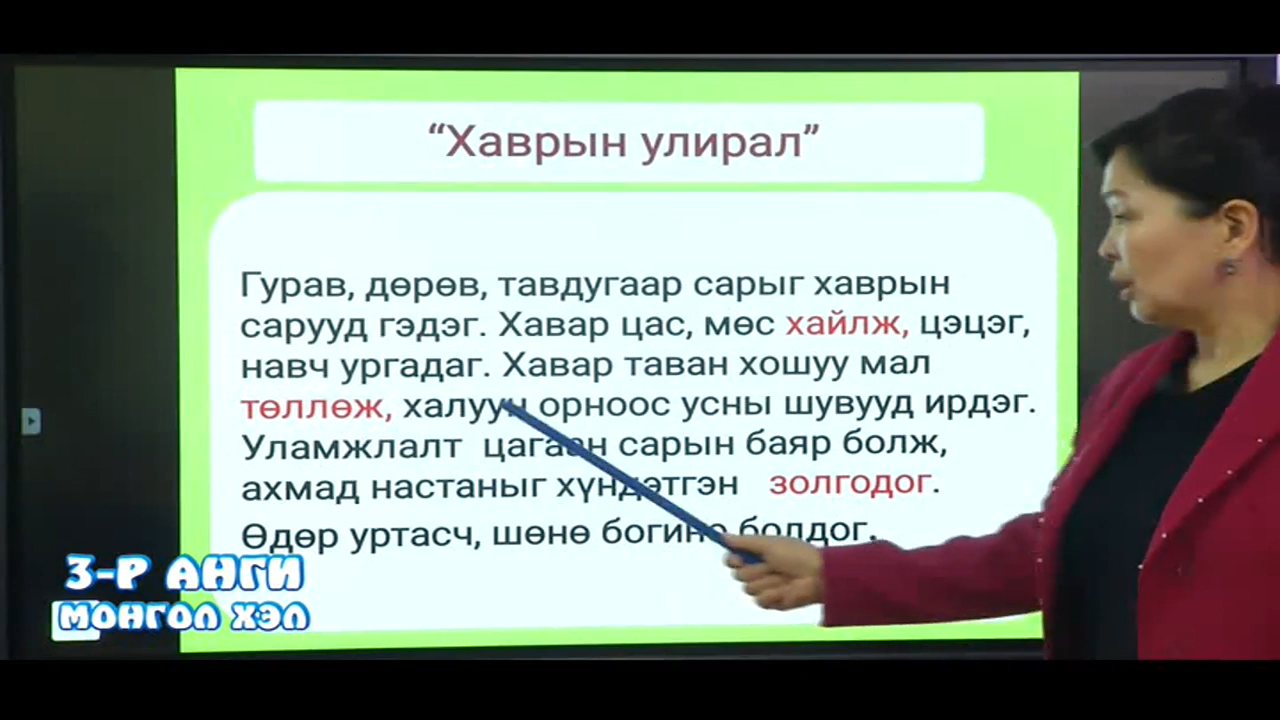 “Хаврын улирал”
Гурав, дөрөв, тавдугаар сарыг хаврын
сарууд гэдэг. Хавар цас, мөс хайлж, цэцэг,
навч ургадаг. Хавар таван хошуу мал
төллөж, халуун орноос усны шувууд ирдэг.
Уламжлалт цагаан сарын баяр болж,
ахмад настаныг хүндэтгэн золгодог.
Өдөр уртасч, шөнө богино болдог.
3-Р АНГИ
МОНГОЛ ХЭЛ